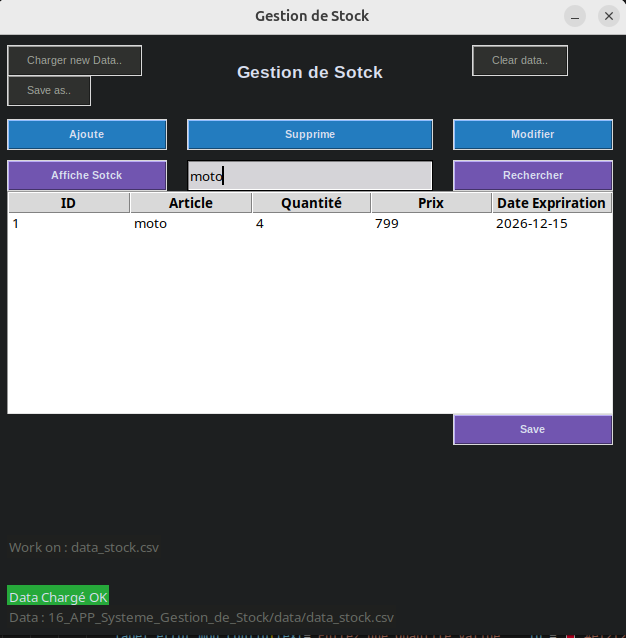 Gestion de Stock
Charger new Data..
Clear data..
Gestion de Sotck
Save as..
Ajoute Supprime Modifier
Affiche Sotck moto Rechercher
ID Article Quantité Prix Date Expriration
1 moto 4 799 2026-12-15
Save
Work on : data_stock.csv
Data Chargé OK
Data : 16_APP_Systeme_Gestion_de_Stock/data/data_stock.csv